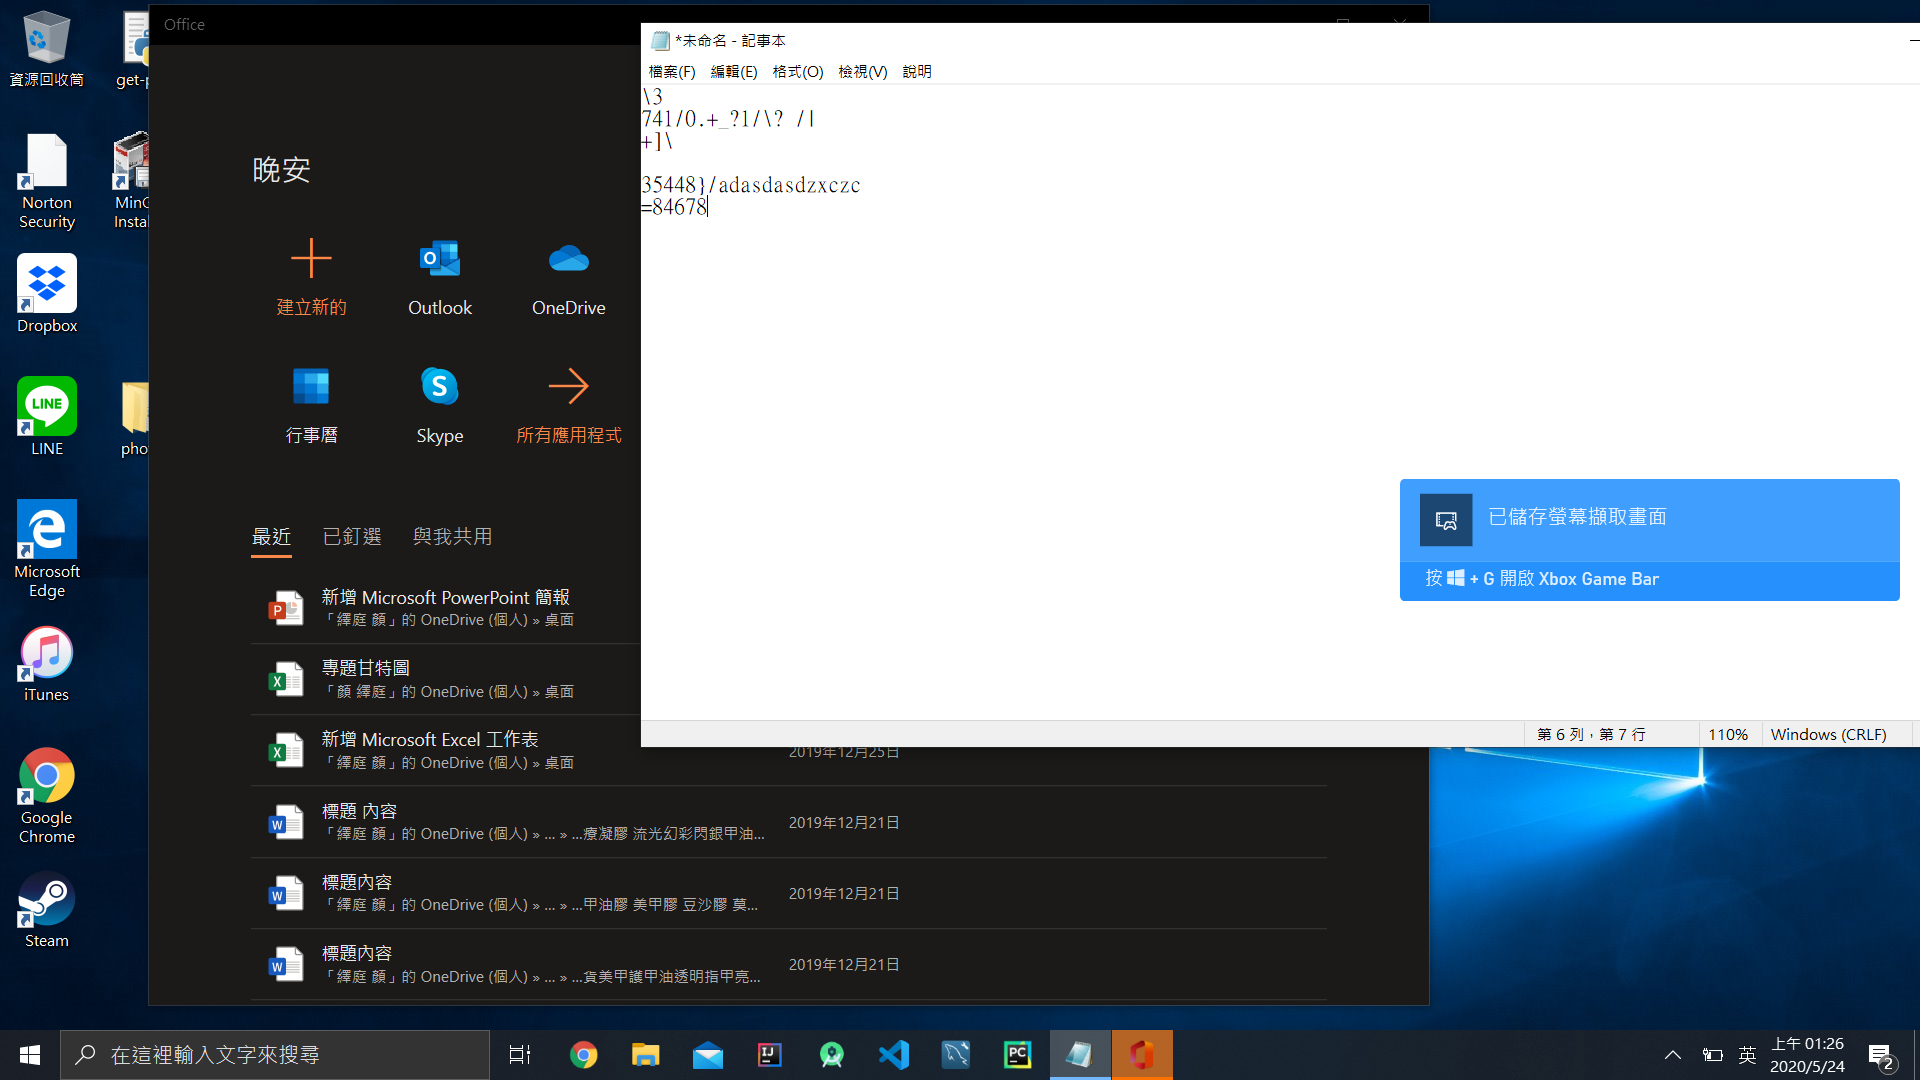 資源回收筒
get-p
Norton
Security
MinG
Instal
Dropbox
LINE
LINE
pho
Microsoft
Edge
iTunes
Google
Chrome
Steam
Office
晚安
建立新的
Outlook
OneDrive
行事曆
Skype
所有應用程式
最近
已釘選
與我共用
新增 Microsoft PowerPoint 簡報
「繹庭 顏」的 OneDrive (個人) » 桌面
專題甘特圖
「顏 繹庭」的 OneDrive (個人) » 桌面
新增 Microsoft Excel 工作表
「繹庭 顏」的 OneDrive (個人) » 桌面
2019年12月25日
標題 內容
「繹庭 顏」的 OneDrive (個人) » ... » ...療凝膠 流光幻彩閃銀甲油...
2019年12月21日
標題內容
「繹庭 顏」的 OneDrive (個人) » ... » ...甲油膠 美甲膠 豆沙膠 莫...
2019年12月21日
標題內容
「繹庭 顏」的 OneDrive (個人) » ... » ...貨美甲護甲油透明指甲亮...
2019年12月21日
*未命名 - 記事本
檔案(F) 編輯(E) 格式(O) 檢視(V) 說明
\3
741/0.+_?1/\? /|
+]\
35448}/adasdasdzxczc
=84678
已儲存螢幕擷取畫面
按 + G 開啟 Xbox Game Bar
第 6 列，第 7 行
110%
Windows (CRLF)
在這裡輸入文字來搜尋
英
上午 01:26
2020/5/24
2